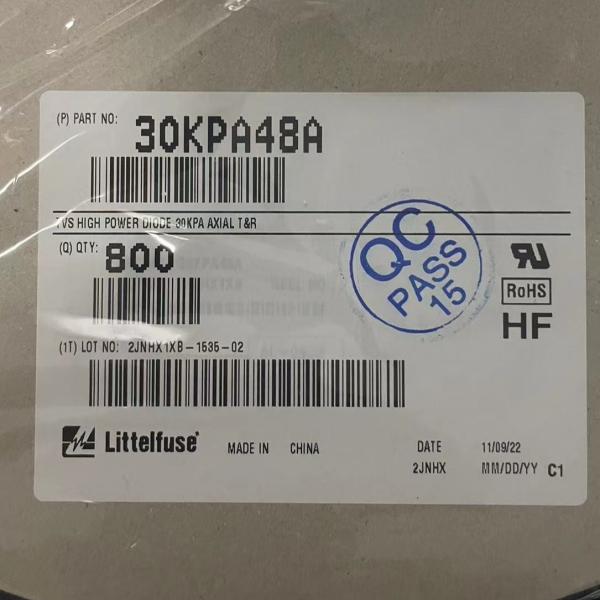 (P) PART NO: 30KPA48A
TVS HIGH POWER DIODE 30KPA AXIAL T&R
(Q) QTY: 800
QC
PASS
15
RoHS
HF
(1T) LOT NO: 2JNHX1XB-1535-02
Littelfuse
MADE IN CHINA
DATE 11/09/22
2JNHX MM/DD/YY C1